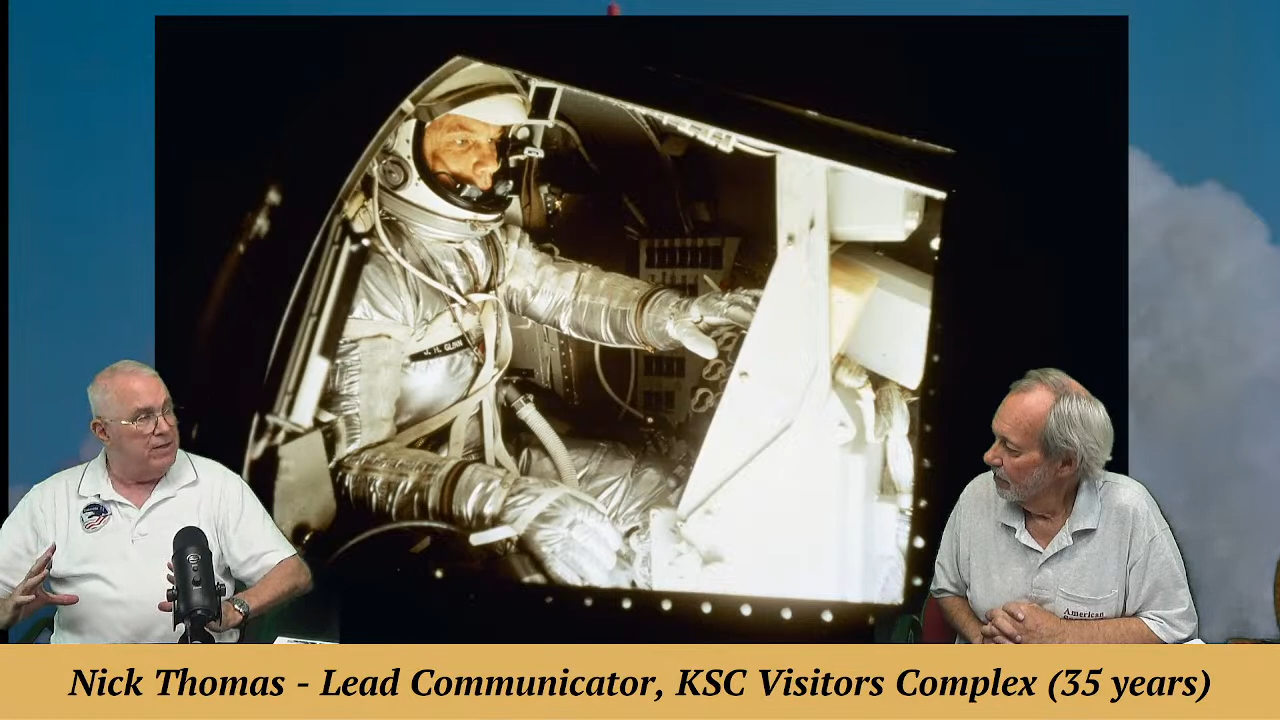 J. H. GLENN
American
Nick Thomas - Lead Communicator, KSC Visitors Complex (35 years)